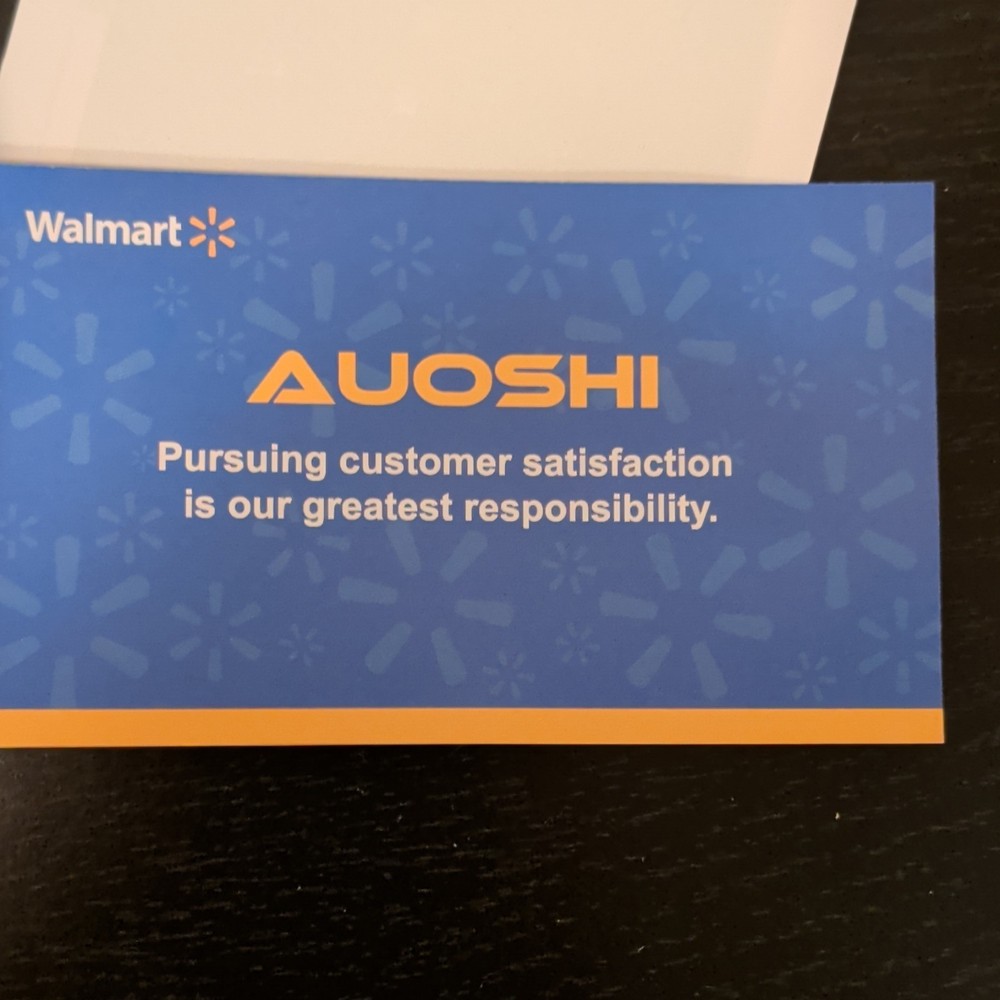 Walmart
AUOSHI
Pursuing customer satisfaction
is our greatest responsibility.